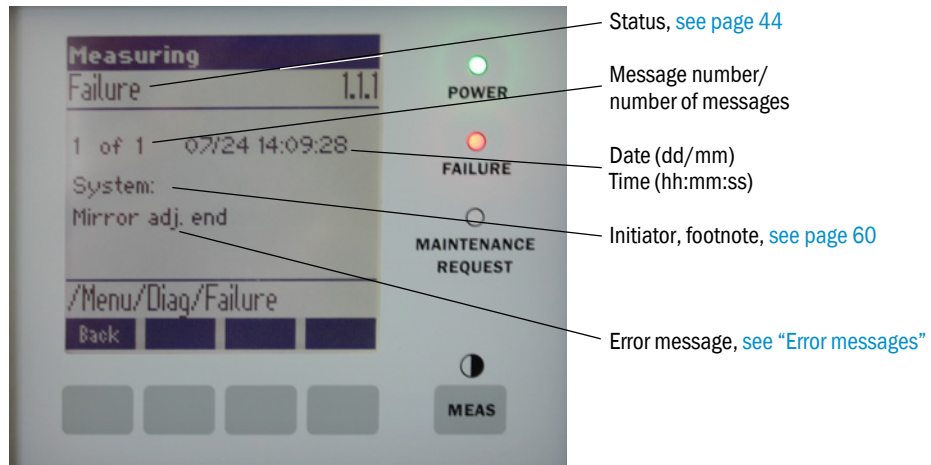 Measuring
Failure 1.1.1
1 of 1 07/24 14:09:28
System:
Mirror adj. end
/Menu/Diag/Failure
Back
POWER
FAILURE
MAINTENANCE
REQUEST
MEAS
Status, see page 44
Message number/
number of messages
Date (dd/mm)
Time (hh:mm:ss)
Initiator, footnote, see page 60
Error message, see “Error messages”